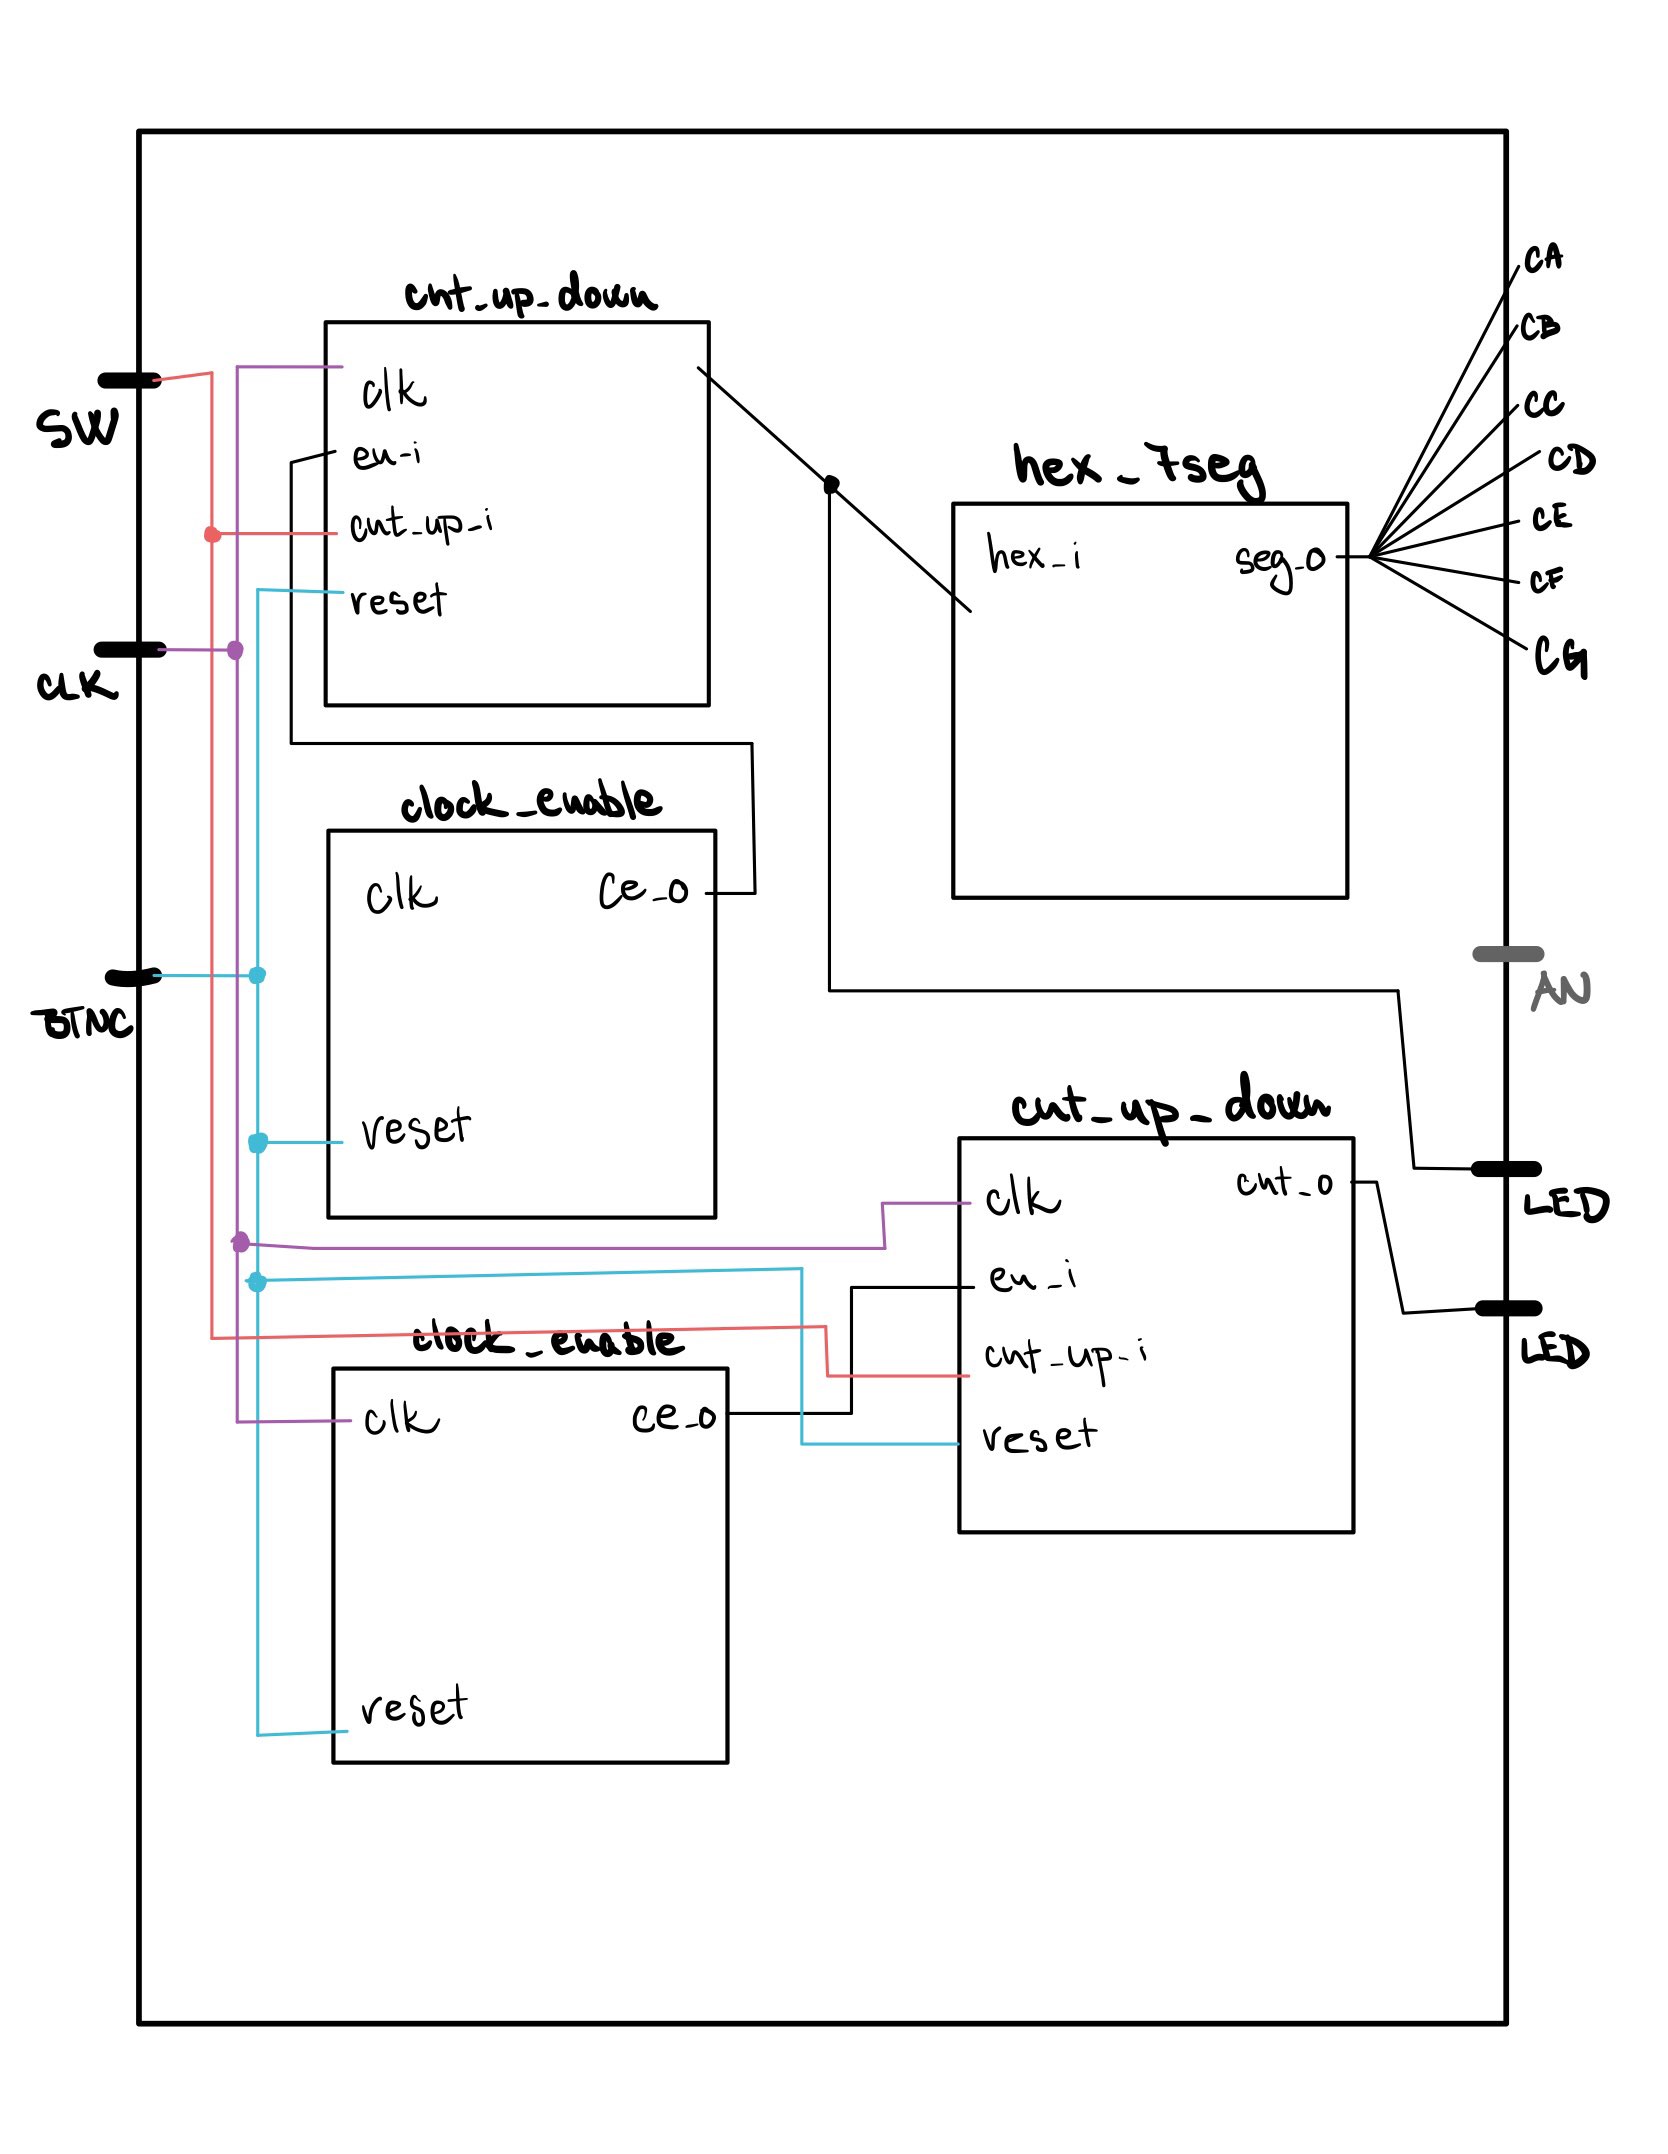 cnt_up_down
clk
en_i
cnt_up_i
reset
SW
CLK
BTNC
clock_enable
clk
ce_o
reset
clock_enable
clk
ce_o
reset
hex_7seg
hex_i
seg_o
CA
CB
CC
CD
CE
CF
CG
AN
cnt_up_down
clk
cnt_o
en_i
cnt_up_i
reset
LED
LED